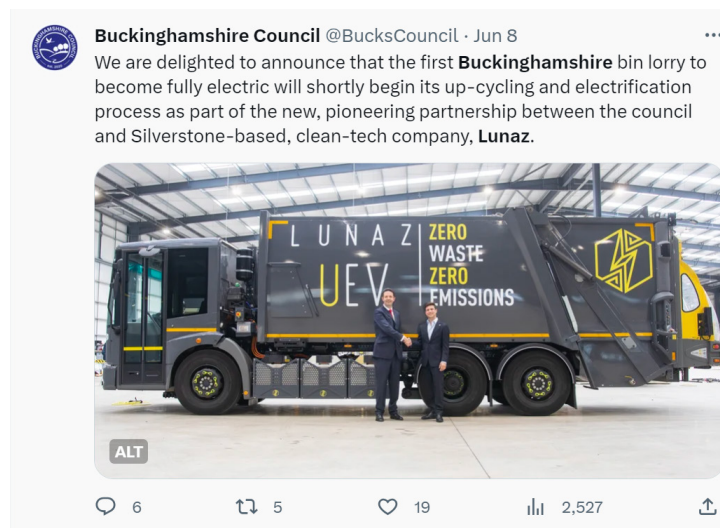 Buckinghamshire Council @BucksCouncil · Jun 8
We are delighted to announce that the first Buckinghamshire bin lorry to
become fully electric will shortly begin its up-cycling and electrification
process as part of the new, pioneering partnership between the council
and Silverstone-based, clean-tech company, Lunaz.
LUNAZ
UEV
ZERO
WASTE
ZERO
EMISSIONS
ALT
6 5 19 2,527